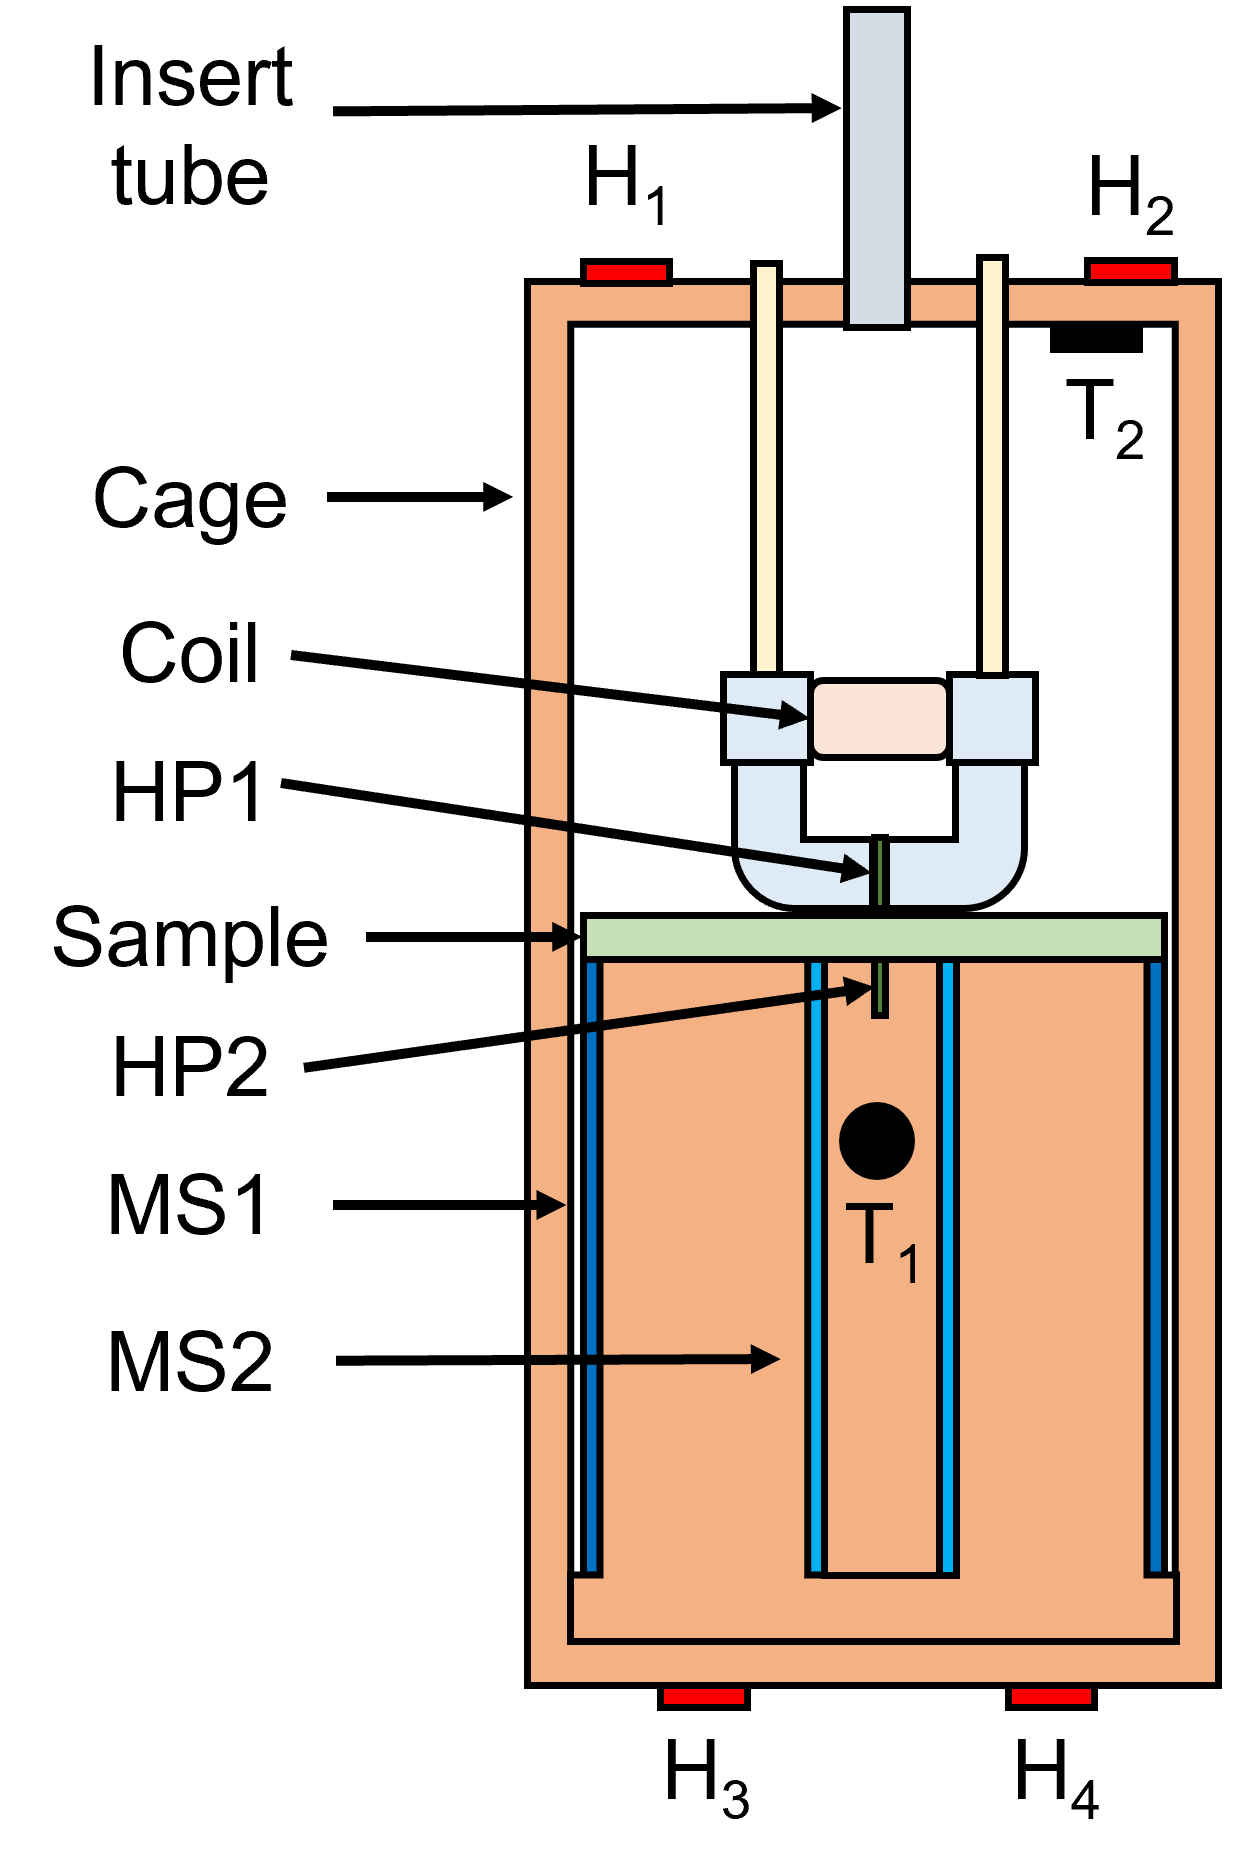 Insert
tube
H₁
H₂
T₂
Cage
Coil
HP1
Sample
HP2
MS1
T₁
MS2
H₃
H₄